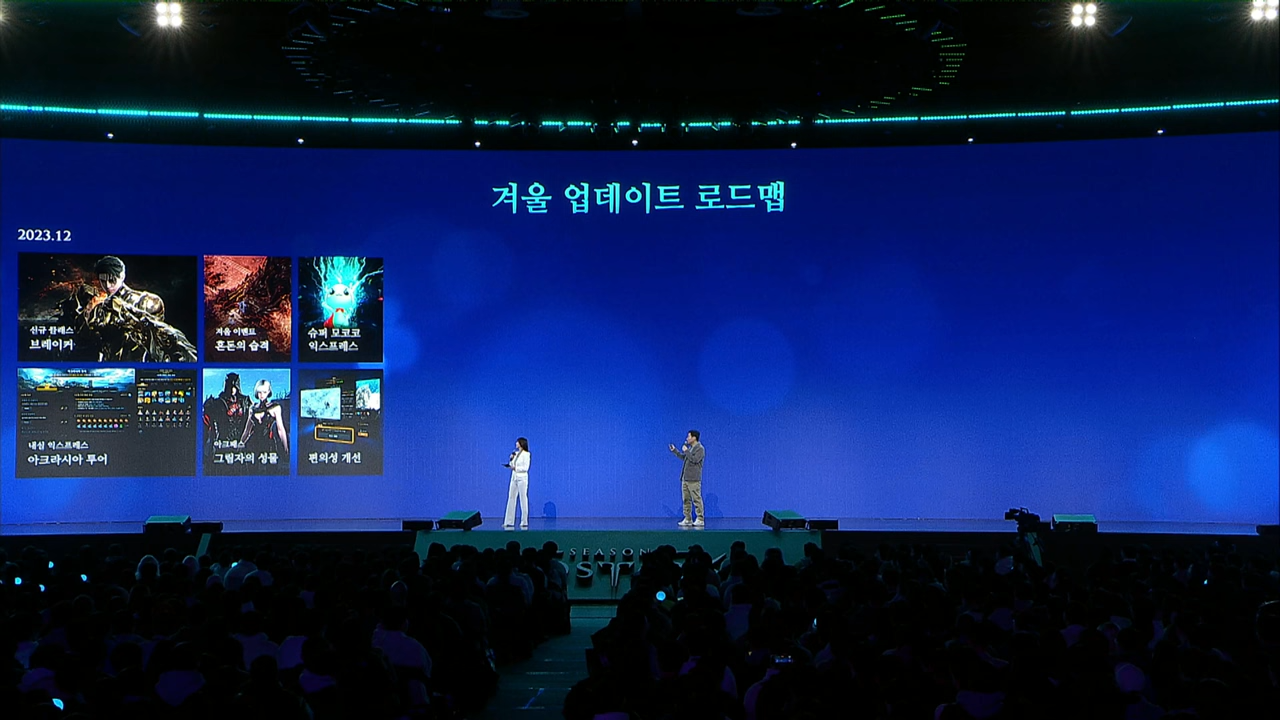 겨울 업데이트 로드맵
2023.12
신규 클래스
브레이커
겨울 이벤트
혼돈의 습격
슈퍼 모코코
익스프레스
내실 익스프레스
아크라시아 투어
아크패스
그림자의 성물
편의성 개선
SEASON